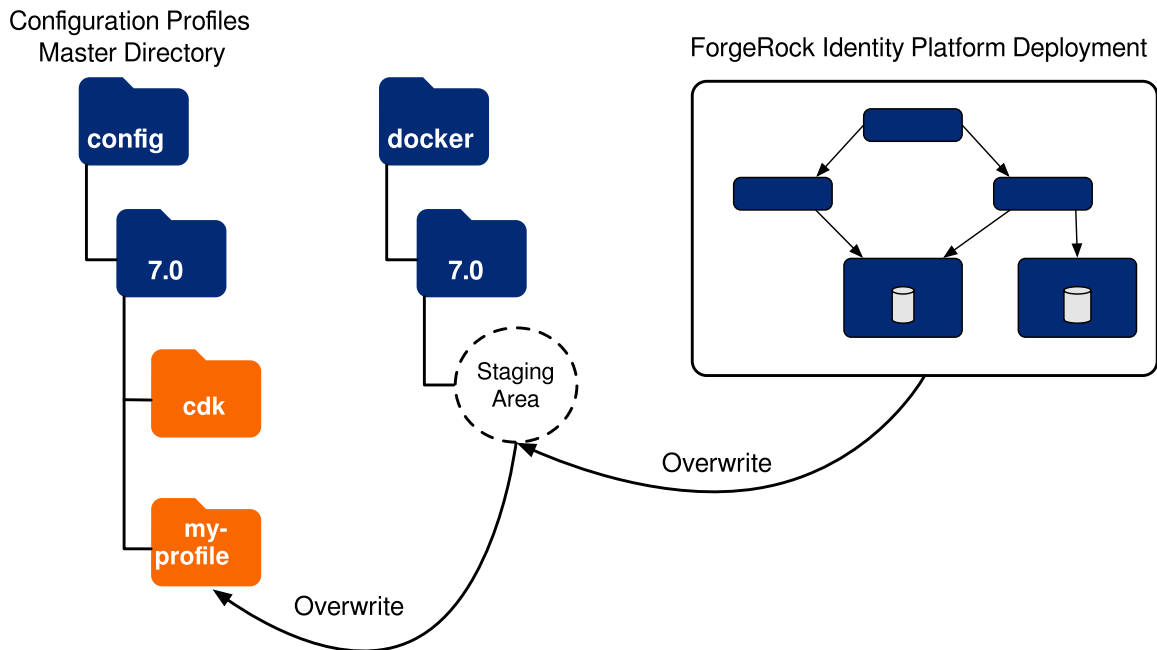 Configuration Profiles
Master Directory
ForgeRock Identity Platform Deployment
config
docker
7.0
7.0
cdk
Staging
Area
Overwrite
my-
profile
Overwrite